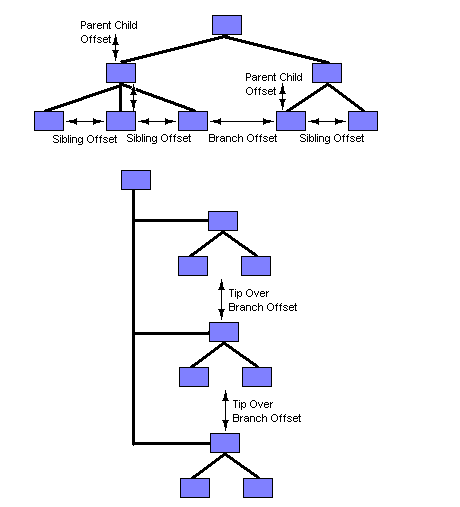 Parent Child
Offset
Parent Child
Offset
Sibling Offset
Sibling Offset
Branch Offset
Sibling Offset
Tip Over
Branch Offset
Tip Over
Branch Offset